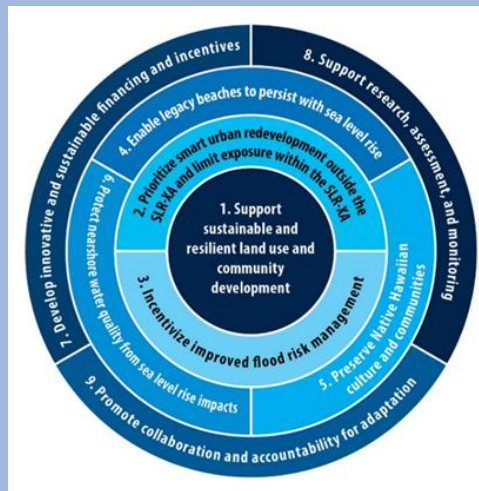 1. Support
sustainable and
resilient land use and
community
development
2. Prioritize smart urban redevelopment outside the
SLR-XA and limit exposure within the SLR-XA
3. Incentivize improved flood risk management
4. Enable legacy beaches to persist with sea level rise
5. Preserve Native Hawaiian
culture and communities
6. Protect nearshore water quality from sea level rise impacts
7. Develop innovative and sustainable financing and incentives
8. Support research, assessment, and monitoring
9. Promote collaboration and accountability for adaptation